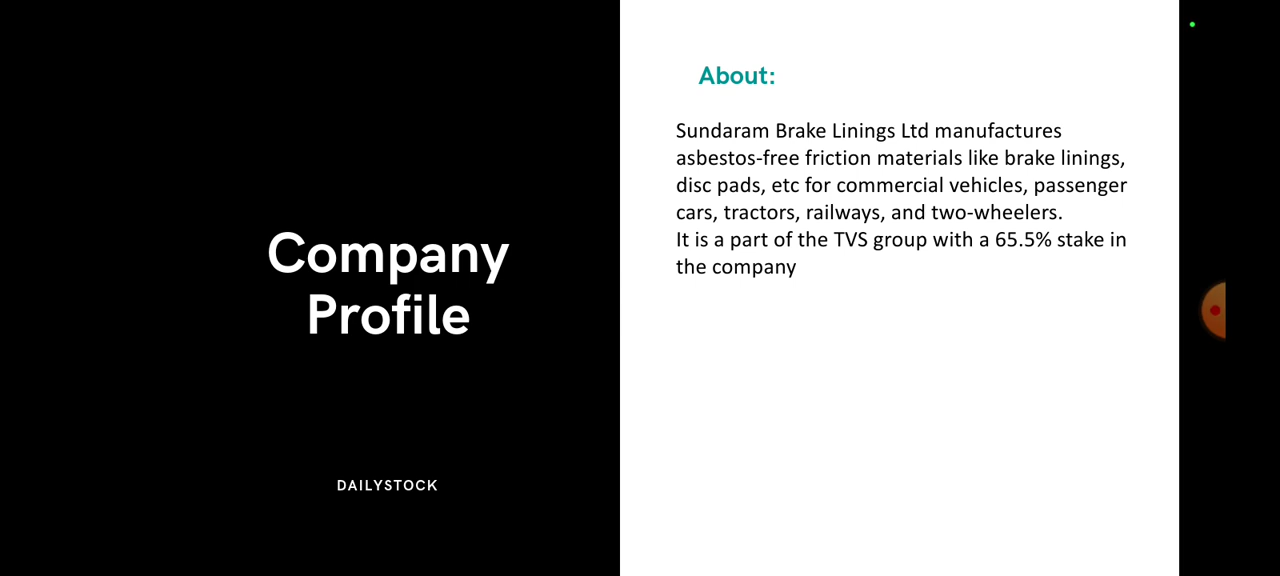 Company
Profile
DAILYSTOCK
About:
Sundaram Brake Linings Ltd manufactures
asbestos-free friction materials like brake linings,
disc pads, etc for commercial vehicles, passenger
cars, tractors, railways, and two-wheelers.
It is a part of the TVS group with a 65.5% stake in
the company